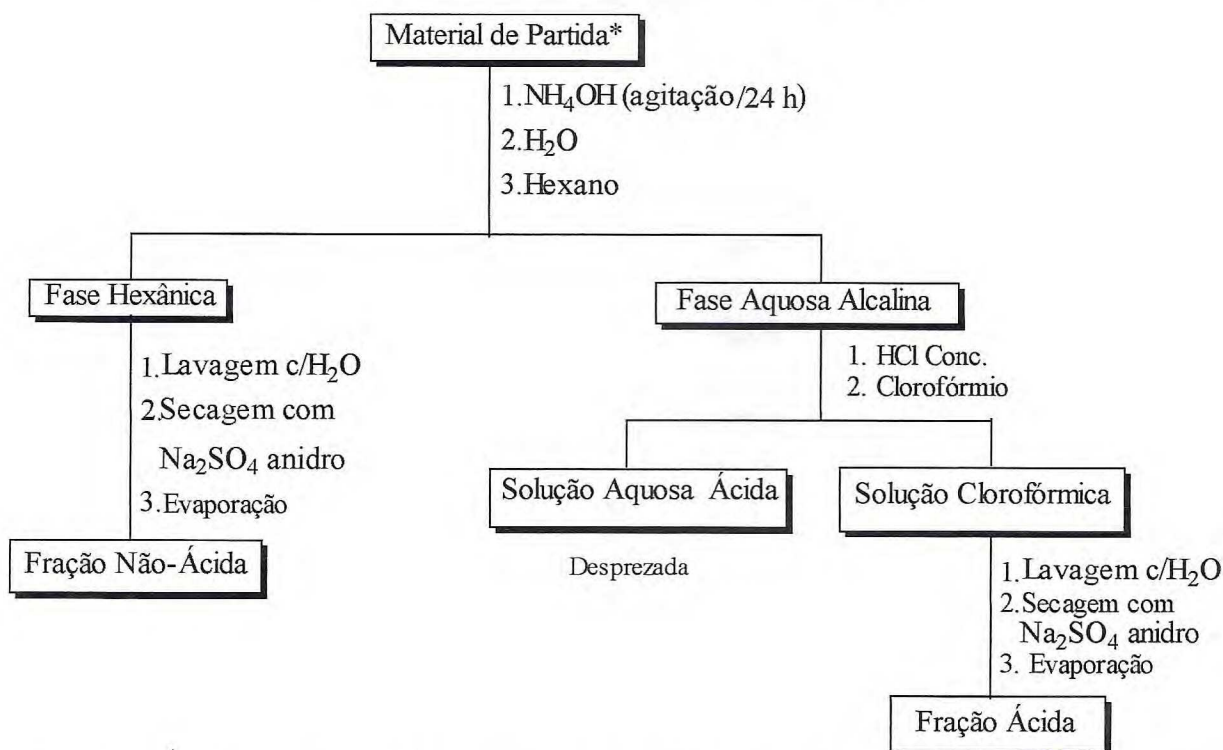 Material de Partida*
1.NH₄OH (agitação/24 h)
2.H₂O
3.Hexano
Fase Hexânica
1.Lavagem c/H₂O
2.Secagem com
Na₂SO₄ anidro
3.Evaporação
Fração Não-Ácida
Fase Aquosa Alcalina
1. HCl Conc.
2. Clorofórmio
Solução Aquosa Ácida
Desprezada
Solução Clorofórmica
1.Lavagem c/H₂O
2.Secagem com
Na₂SO₄ anidro
3. Evaporação
Fração Ácida